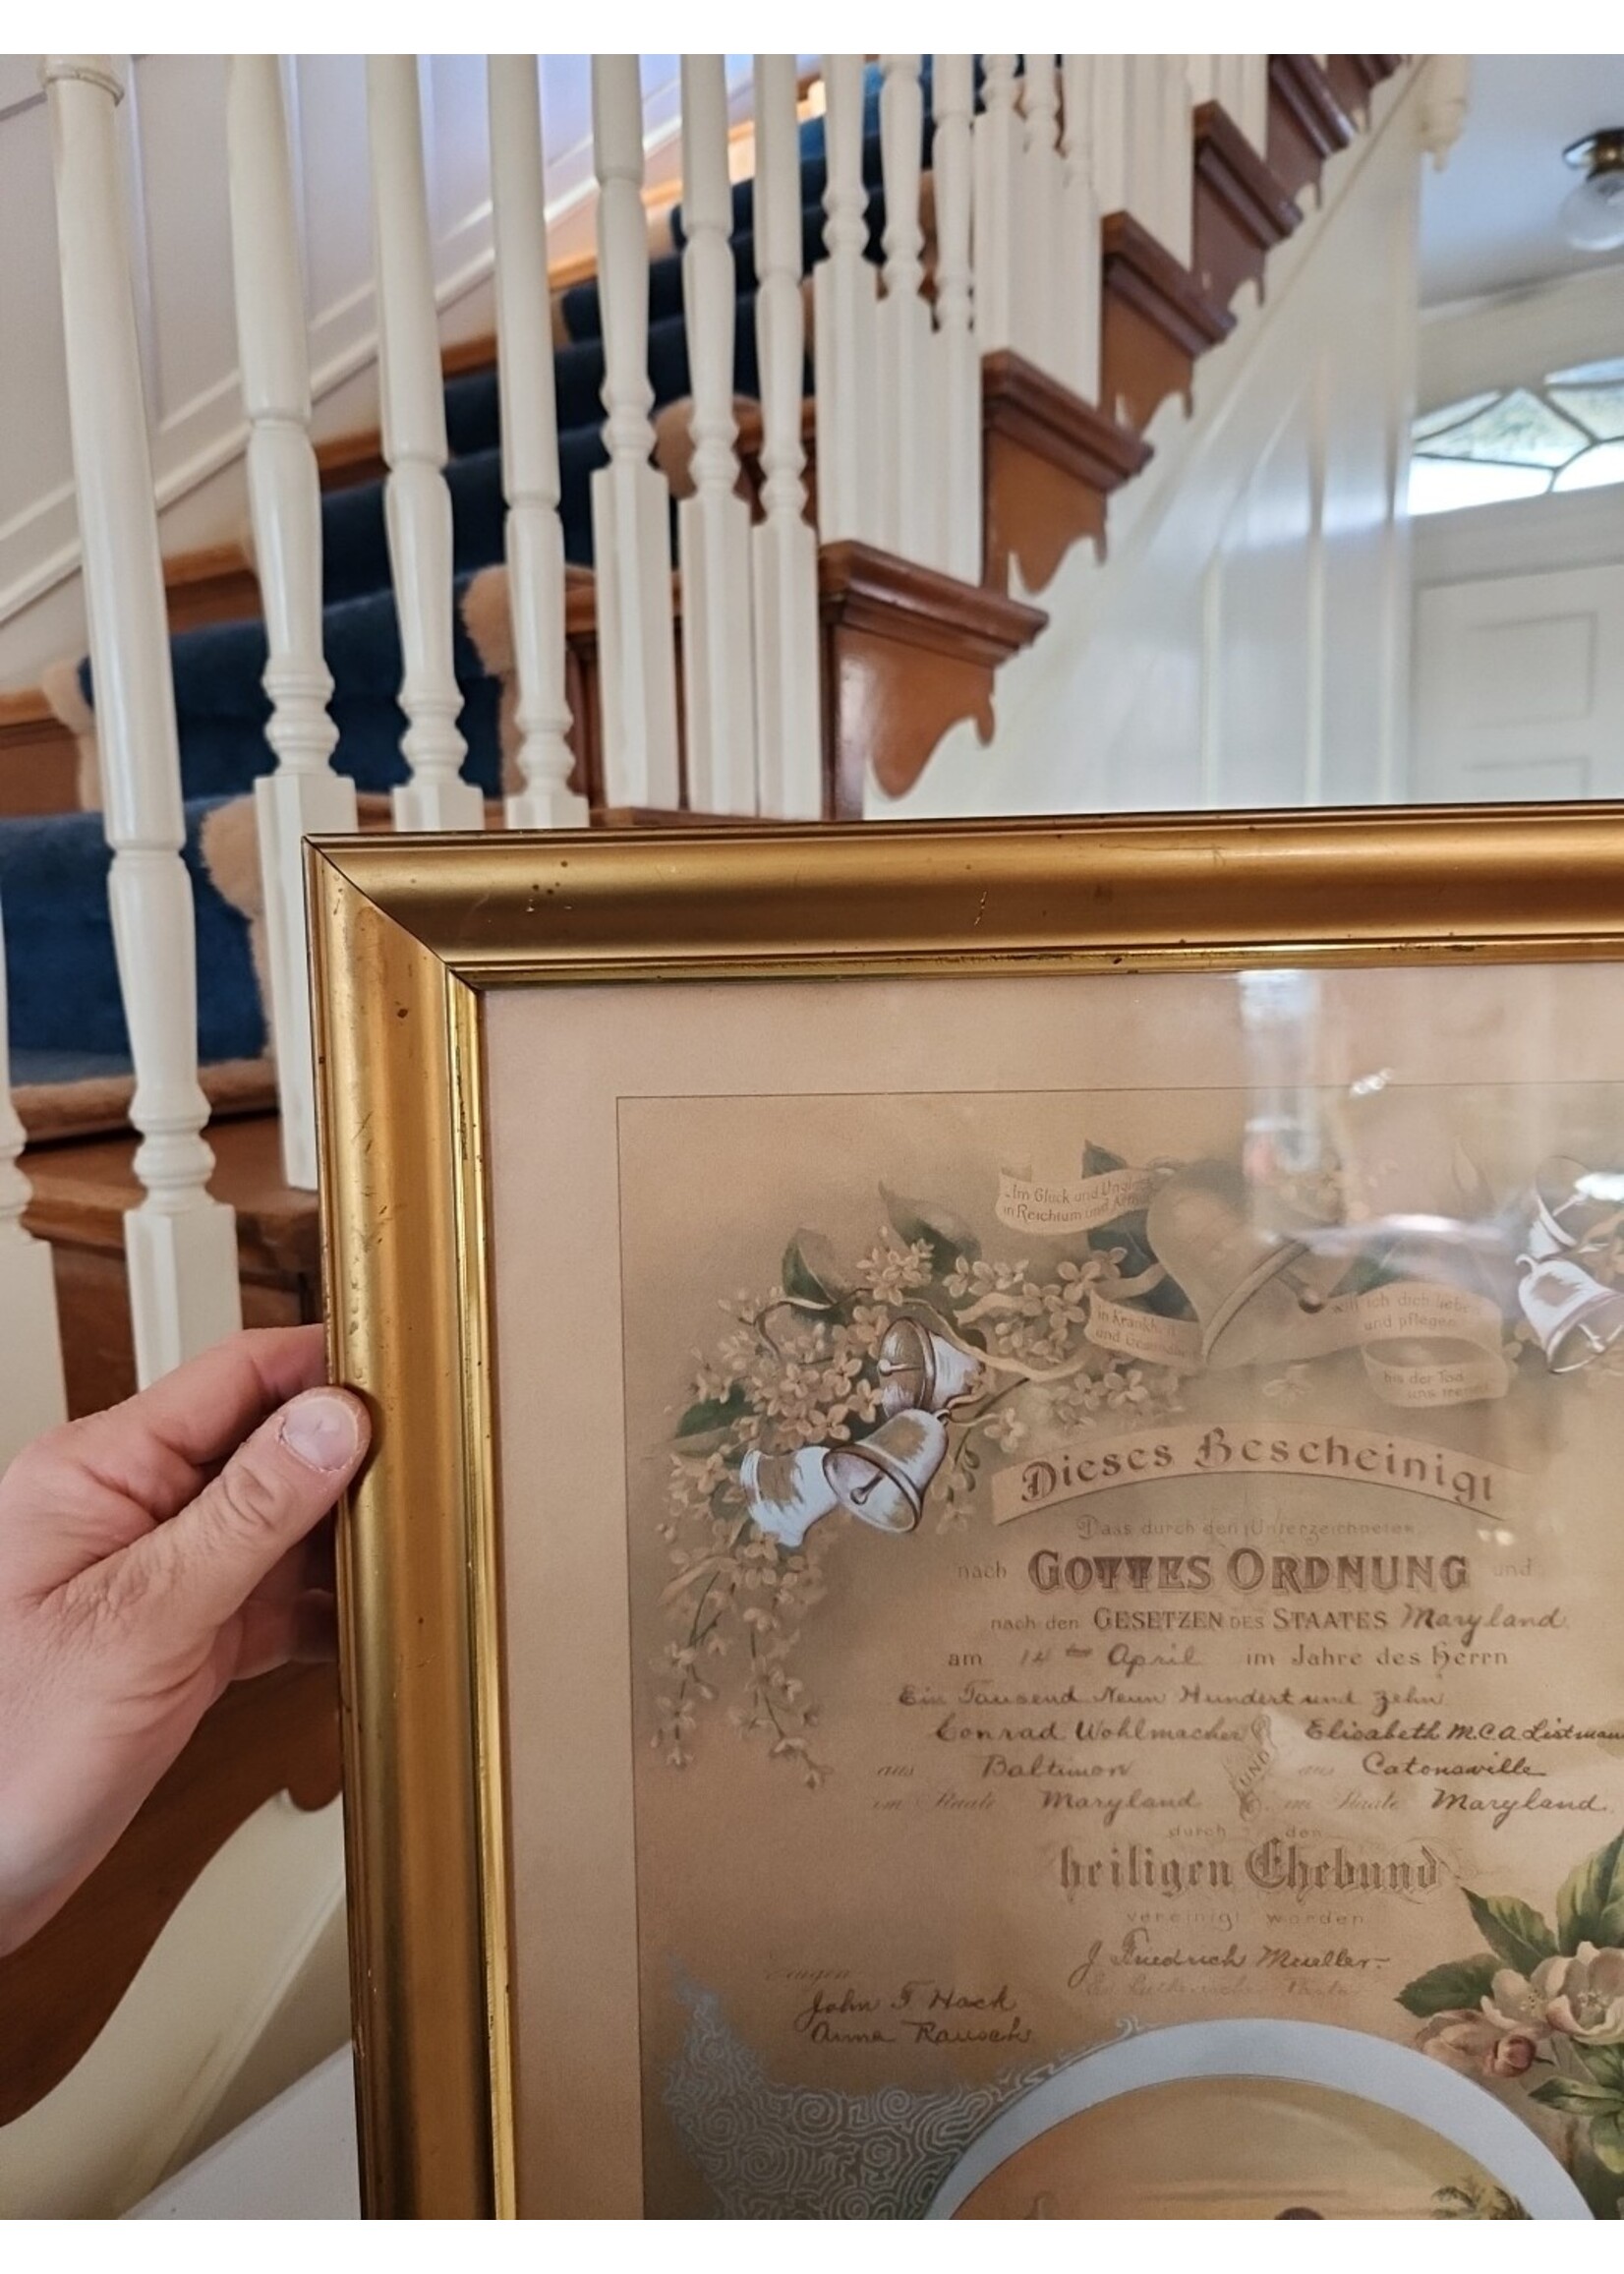 Im Glück und Unglück
in Reichtum und Armut
in Krankheit
und Gesundheit
will ich dich lieben
und pflegen
bis der Tod
uns trennt
Dieses Bescheinigt
Dass durch den Unterzeichneten
nach GOTTES ORDNUNG und
nach den GESETZEN DES STAATES Maryland
am 14ten April im Jahre des Herrn
Ein Tausend Neun Hundert und Zehn
Conrad Wohlmacher UND Elisabeth M.C.A. Listmann
aus Baltimore aus Catonsville
im Staate Maryland im Staate Maryland.
durch den
heiligen Ehebund
vereinigt worden
J Friedrich Mueller.
Ev. Lutherischer
Zeugen
John F Hack
Anna Rausch